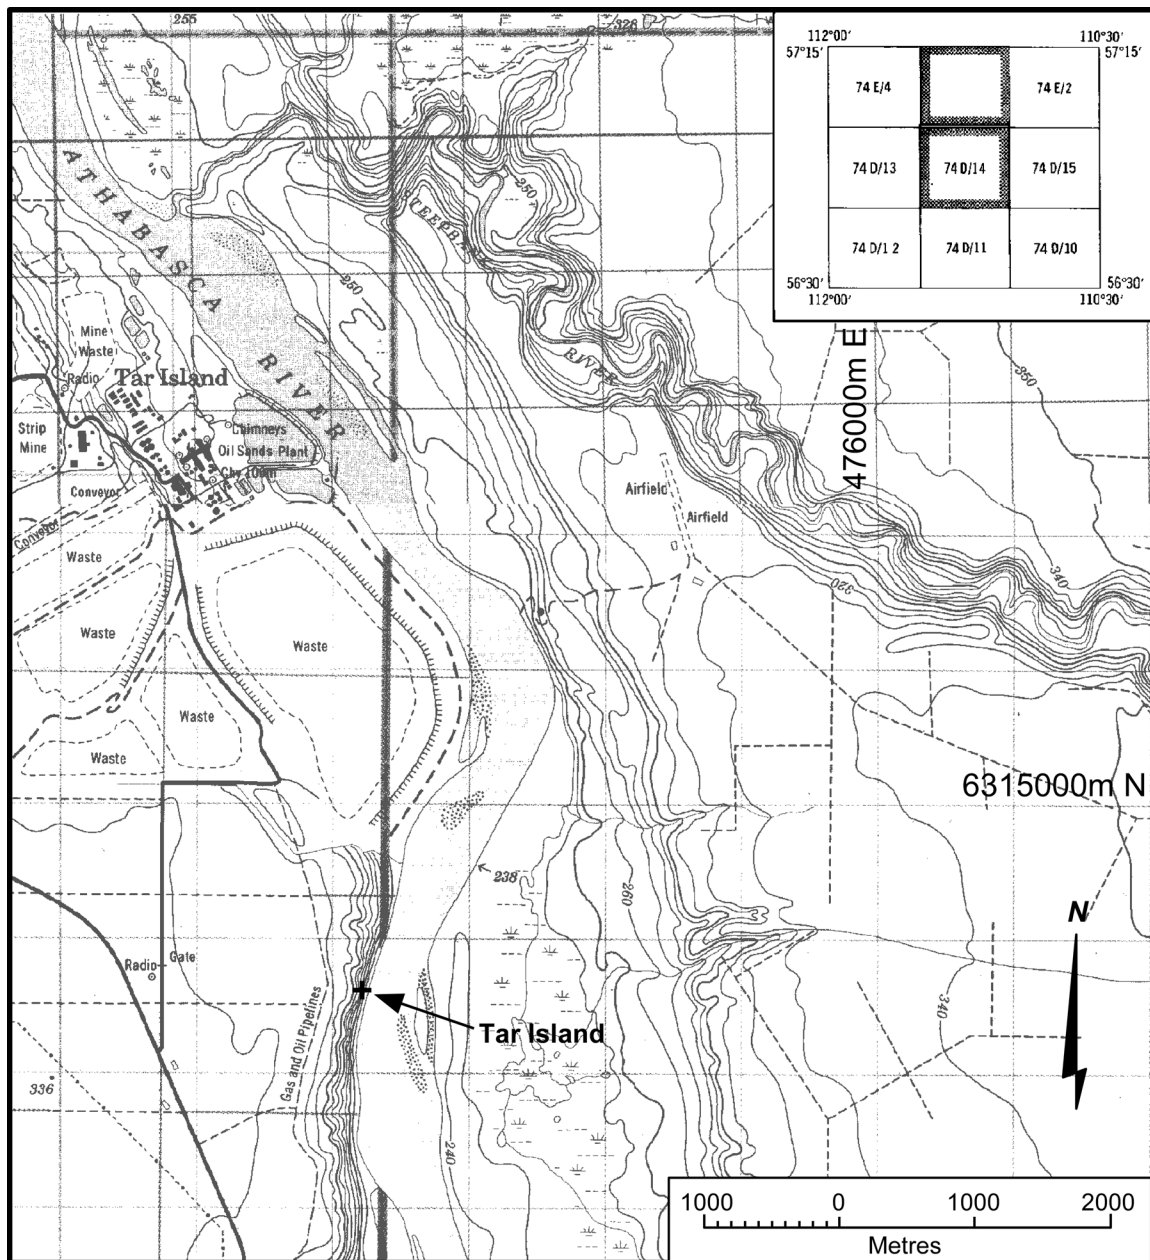 255
328
112°00'
110°30'
57°15'
57°15'
74 E/4
74 E/2
74 D/13
74 D/14
74 D/15
74 D/12
74 D/11
74 D/10
56°30'
56°30'
112°00'
110°30'
ATHABASCA
RIVER
STEEPBANK
RIVER
250
250
Mine
Waste
Radio
Tar Island
Strip
Mine
Chimneys
Oil Sands Plant
Conveyor
Conveyor
Airfield
Airfield
476000m E
350
340
320
Waste
Waste
Waste
Waste
Waste
6315000m N
238
260
Radio
Gate
Gas and Oil Pipelines
Tar Island
N
340
336
240
1000
0
1000
2000
Metres